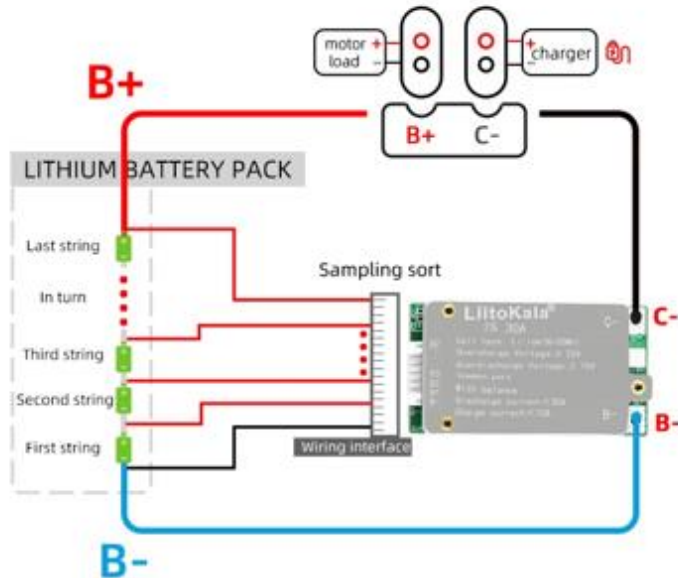 motor
load
+
-
+
-
charger
B+
B+
C-
LITHIUM BATTERY PACK
Last string
In turn
Third string
Second string
First string
Sampling sort
Wiring interface
LiitoKala®
7S 30A
C-
B-
C-
B-
B-